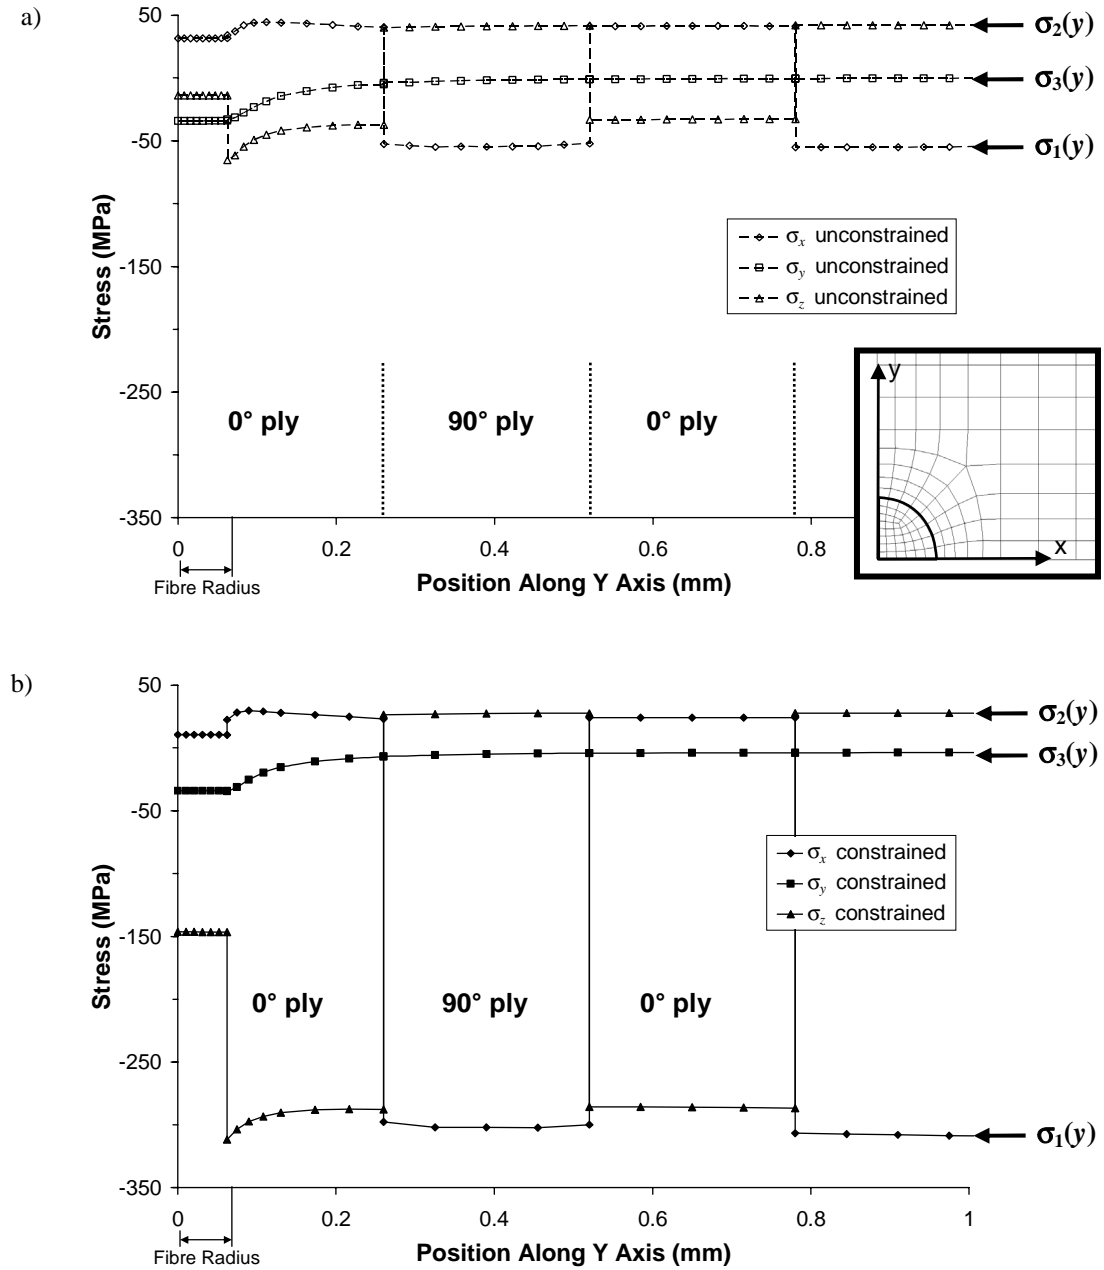 a)
50
0
-50
-150
-250
-350
Stress (MPa)
σ2(y)
σ3(y)
σ1(y)
σx unconstrained
σy unconstrained
σz unconstrained
0° ply
90° ply
0° ply
y
x
0
0.2
0.4
0.6
0.8
Fibre Radius
Position Along Y Axis (mm)
b)
50
0
-50
-150
-250
-350
Stress (MPa)
σ2(y)
σ3(y)
σx constrained
σy constrained
σz constrained
0° ply
90° ply
0° ply
σ1(y)
0
0.2
0.4
0.6
0.8
1
Fibre Radius
Position Along Y Axis (mm)